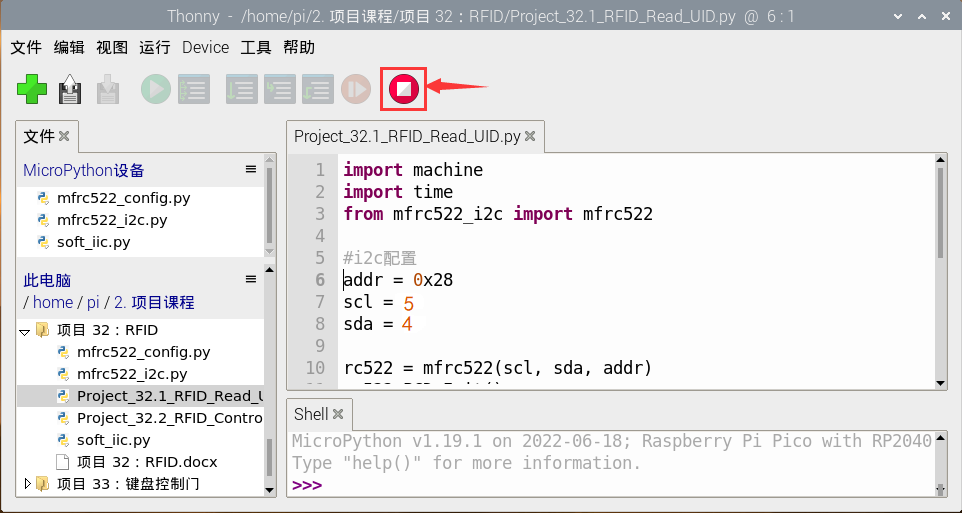 Thonny - /home/pi/2. 项目课程/项目 32：RFID/Project_32.1_RFID_Read_UID.py @ 6 : 1
文件 编辑 视图 运行 Device 工具 帮助
文件
MicroPython设备
mfrc522_config.py
mfrc522_i2c.py
soft_iic.py
此电脑
/ home / pi / 2. 项目课程
项目 32：RFID
mfrc522_config.py
mfrc522_i2c.py
Project_32.1_RFID_Read_U
Project_32.2_RFID_Contro
soft_iic.py
项目 32：RFID.docx
项目 33：键盘控制门
Project_32.1_RFID_Read_UID.py
1 import machine
2 import time
3 from mfrc522_i2c import mfrc522
4
5 #i2c配置
6 addr = 0x28
7 scl = 5
8 sda = 4
9
10 rc522 = mfrc522(scl, sda, addr)
Shell
MicroPython v1.19.1 on 2022-06-18; Raspberry Pi Pico with RP2040
Type "help()" for more information.
>>>